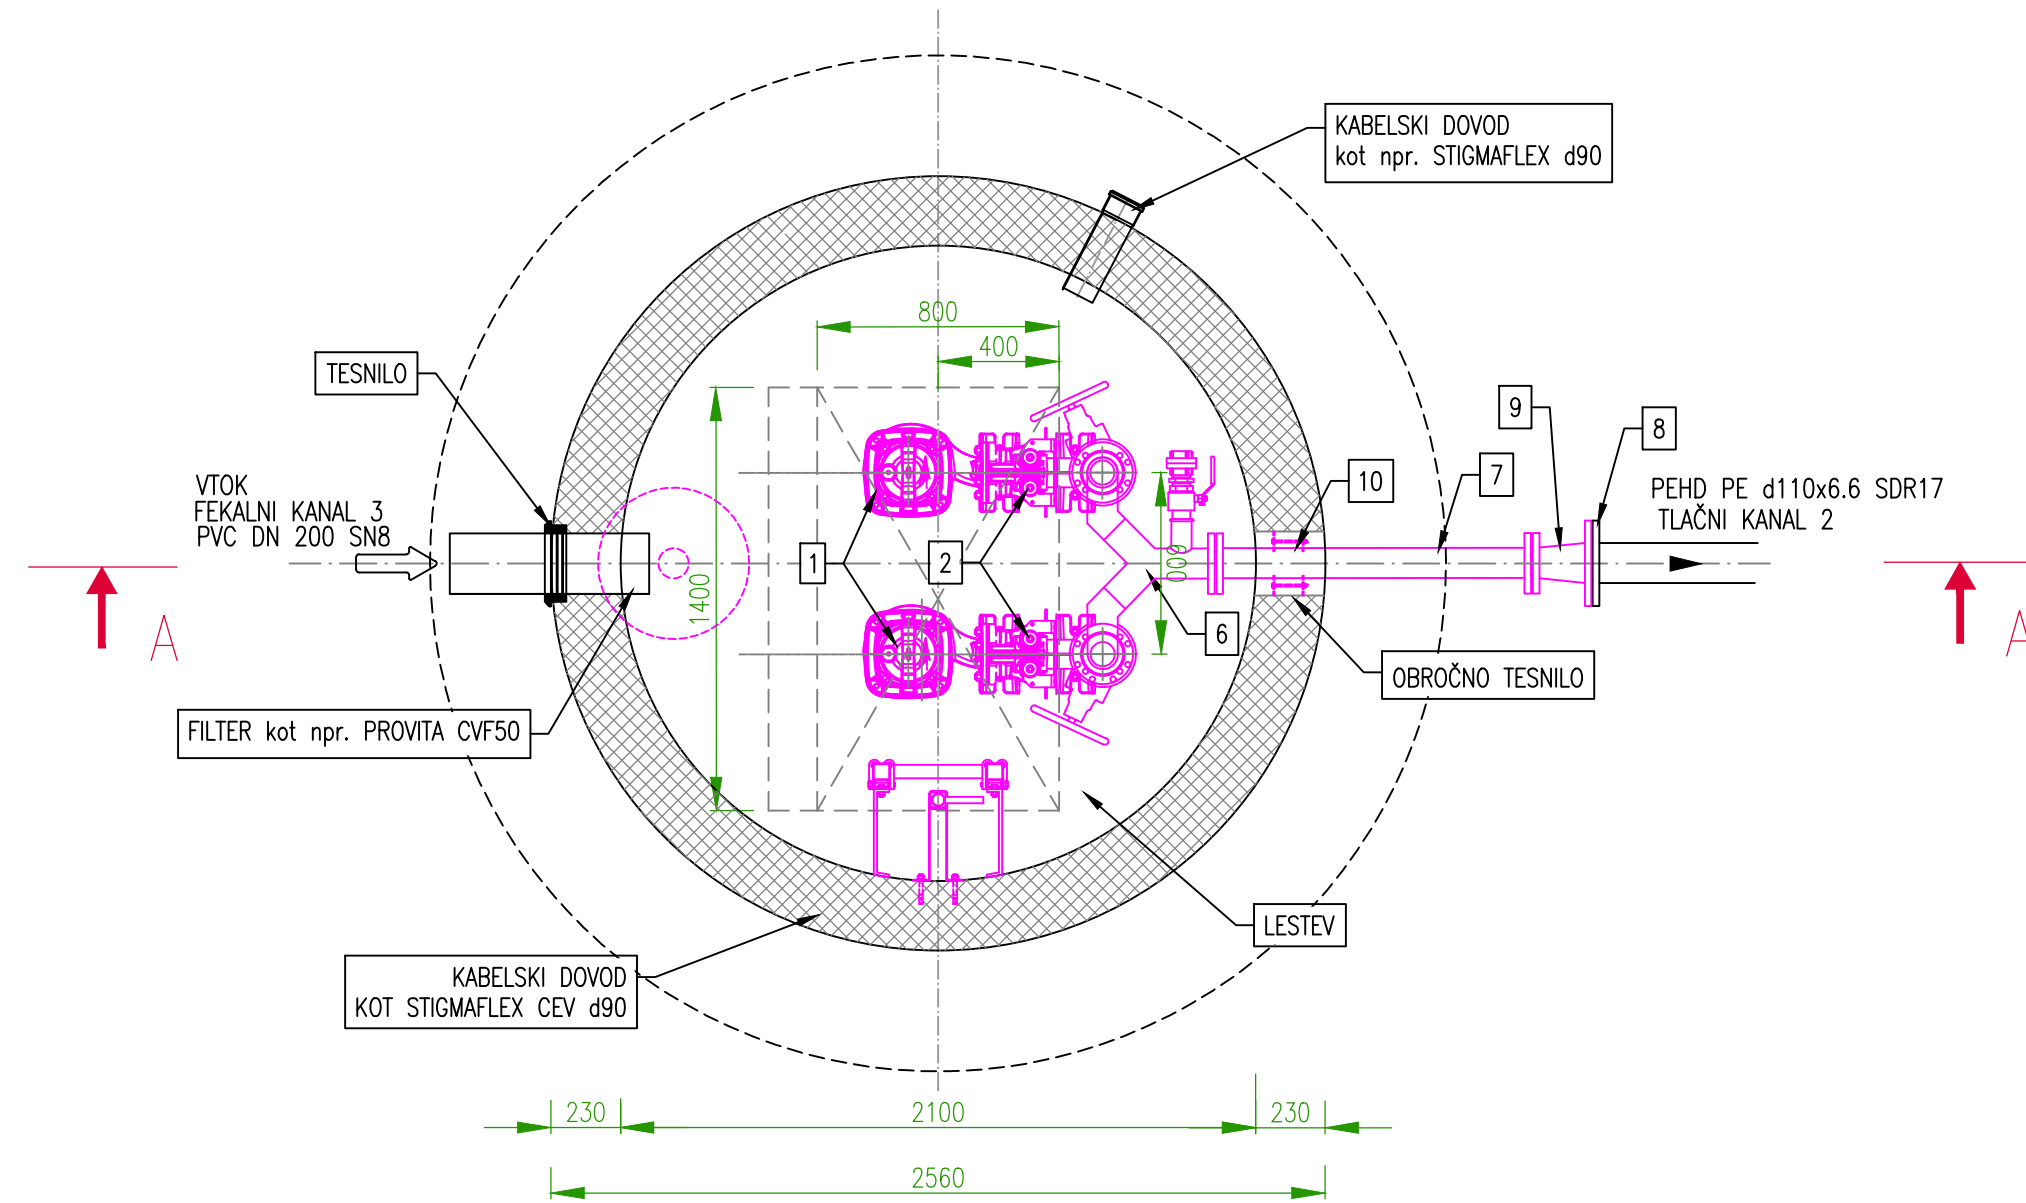 KABELSKI DOVOD
kot npr. STIGMAFLEX d90
800
400
TESNILO
9
8
10
7
VTOK
FEKALNI KANAL 3
PVC DN 200 SN8
PEHD PE d110x6.6 SDR17
TLAČNI KANAL 2
1
2
600
1400
6
A
A
OBROČNO TESNILO
FILTER kot npr. PROVITA CVF50
LESTEV
KABELSKI DOVOD
KOT STIGMAFLEX CEV d90
230
2100
230
2560